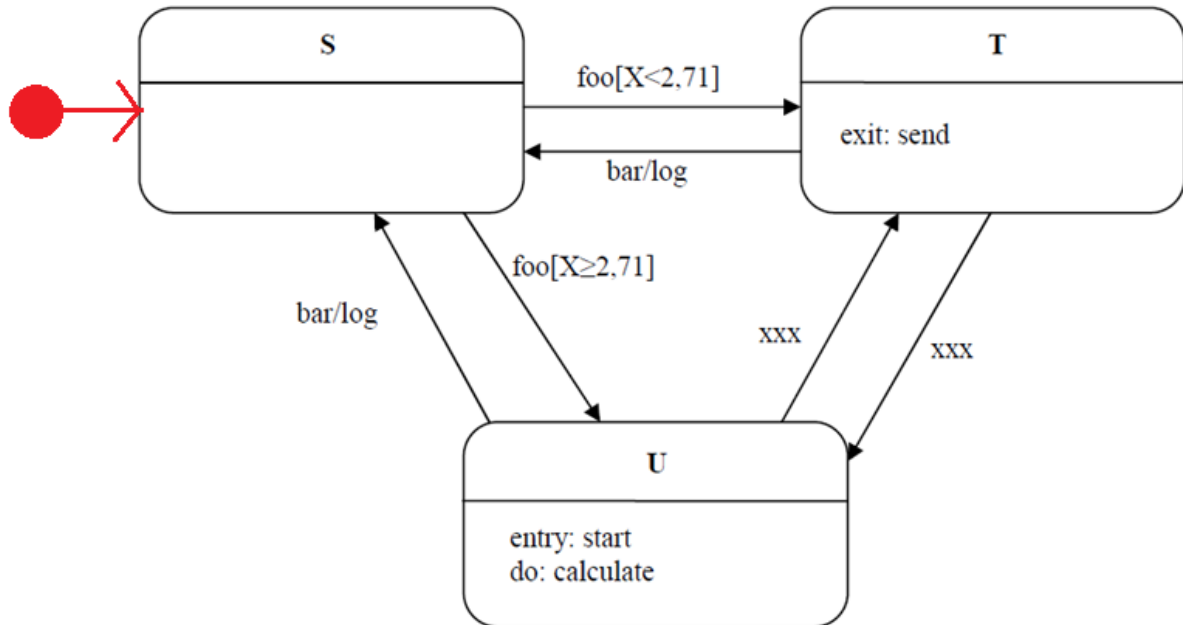 S
T
foo[X<2,71]
exit: send
bar/log
foo[X≥2,71]
bar/log
xxx
xxx
U
entry: start
do: calculate